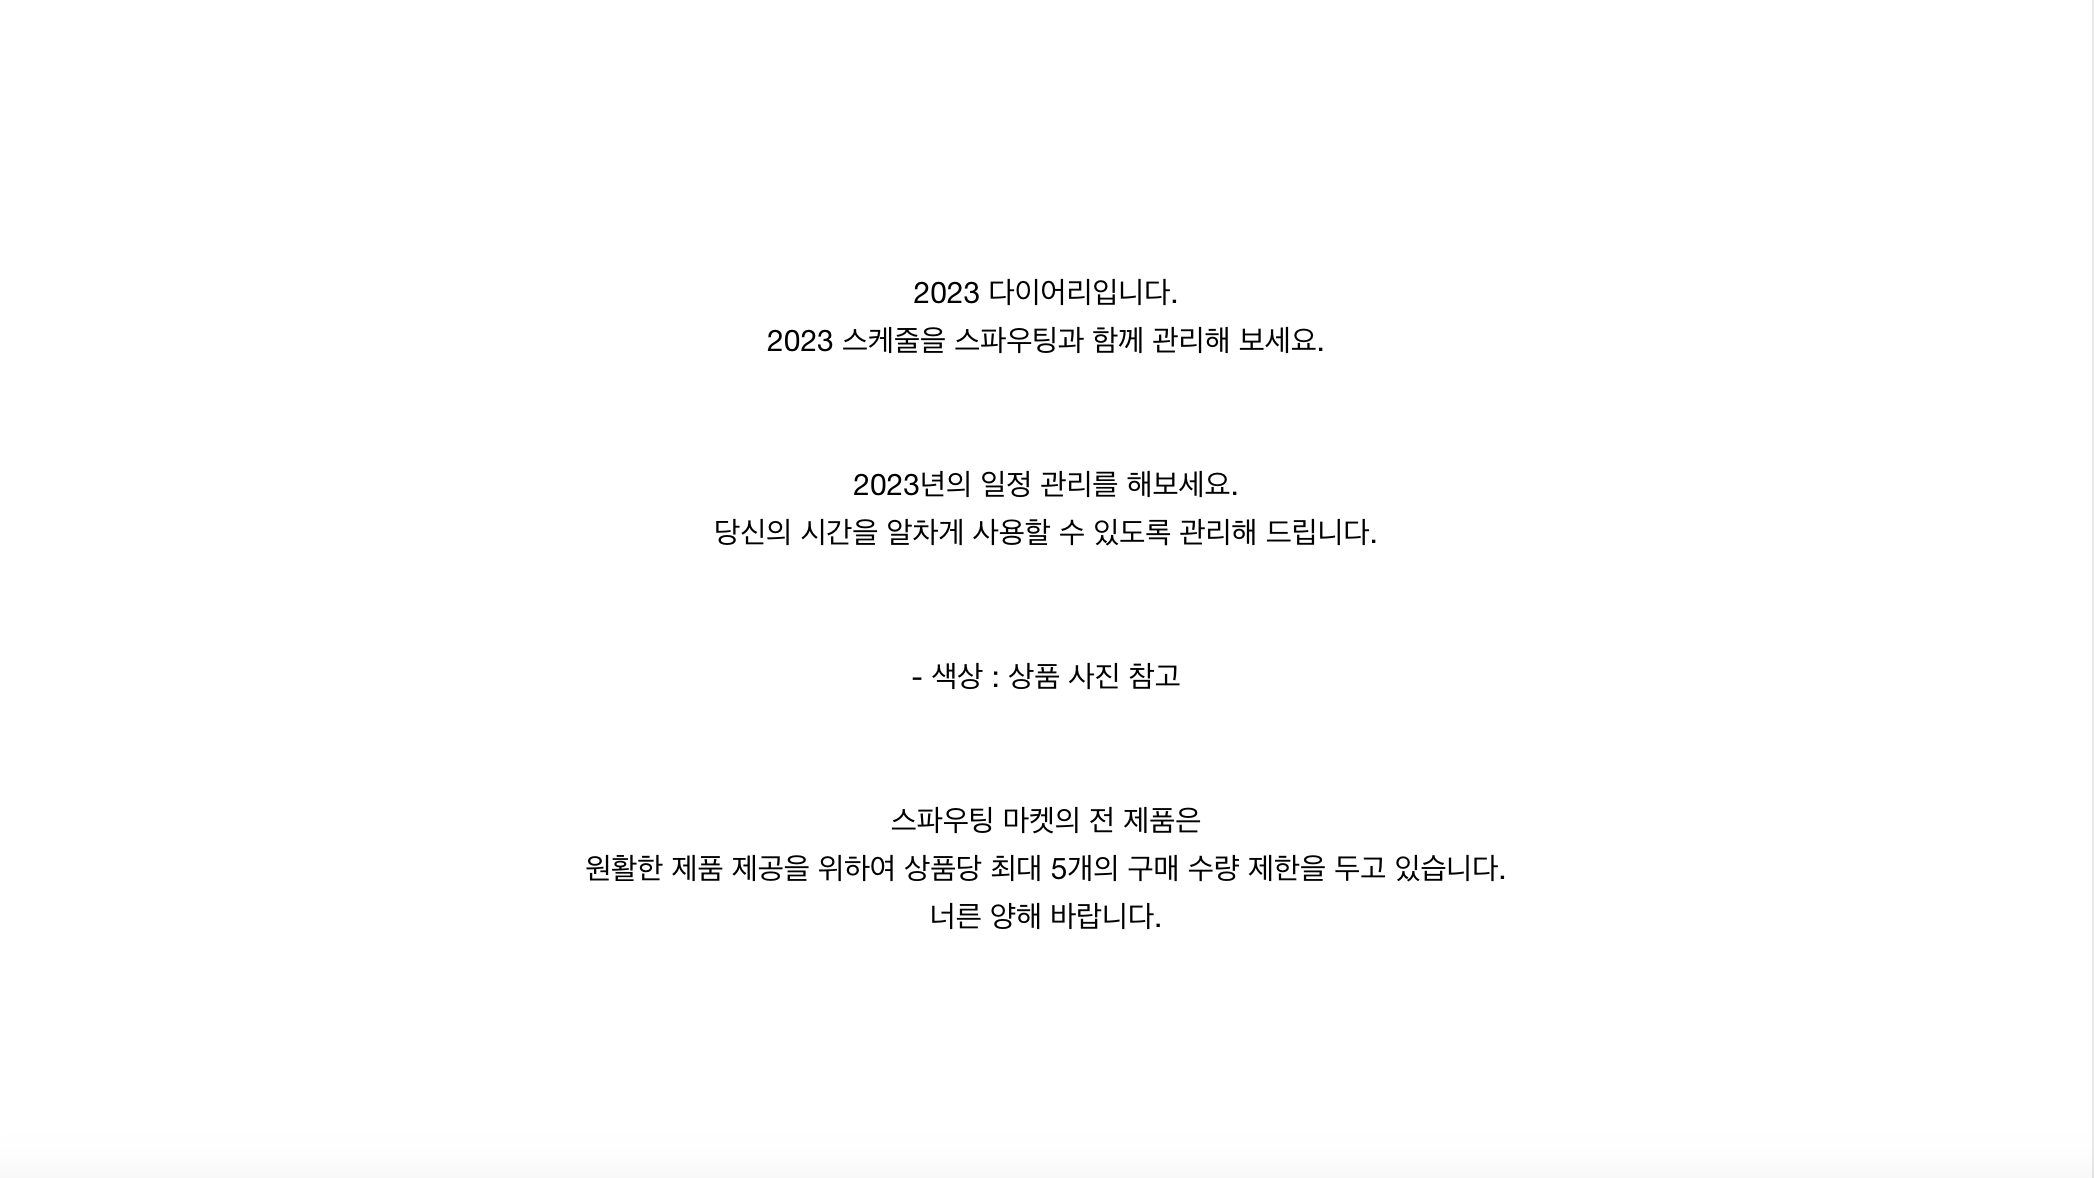 2023 다이어리입니다.
2023 스케줄을 스파우팅과 함께 관리해 보세요.
2023년의 일정 관리를 해보세요.
당신의 시간을 알차게 사용할 수 있도록 관리해 드립니다.
- 색상 : 상품 사진 참고
스파우팅 마켓의 전 제품은
원활한 제품 제공을 위하여 상품당 최대 5개의 구매 수량 제한을 두고 있습니다.
너른 양해 바랍니다.